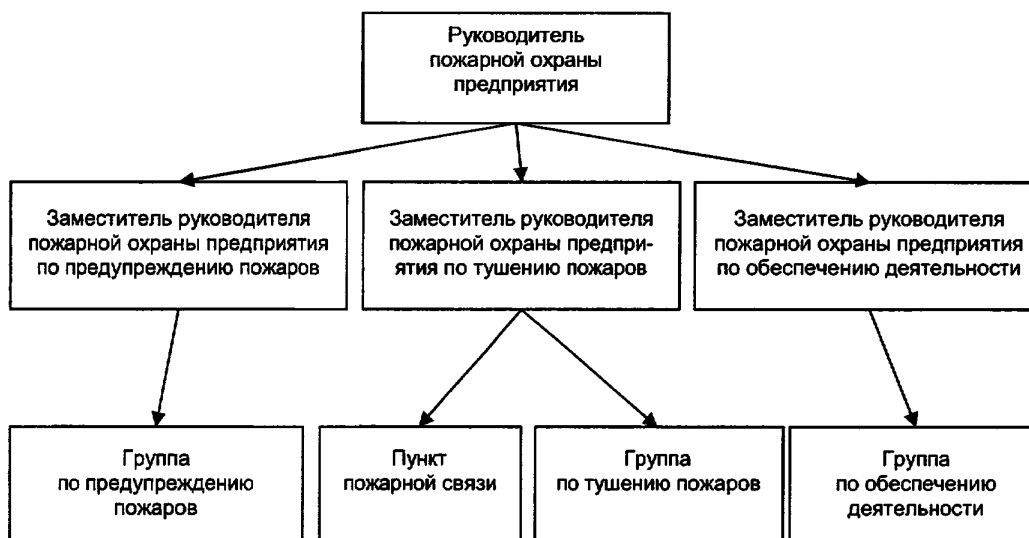 Руководитель
пожарной охраны
предприятия
Заместитель руководителя
пожарной охраны предприятия
по предупреждению пожаров
Заместитель руководителя
пожарной охраны предпри-
ятия по тушению пожаров
Заместитель руководителя
пожарной охраны предприятия
по обеспечению деятельности
Группа
по предупреждению
пожаров
Пункт
пожарной связи
Группа
по тушению пожаров
Группа
по обеспечению
деятельности